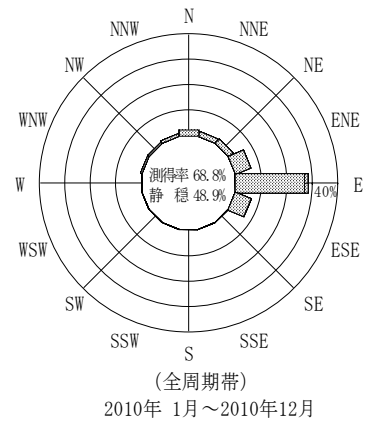 N
NNW NNE
NW NE
WNW ENE
測得率 68.8%
W E
静　穏 48.9%
40%
WSW ESE
SW SE
SSW SSE
S
(全周期帯)
2010年 1月～2010年12月